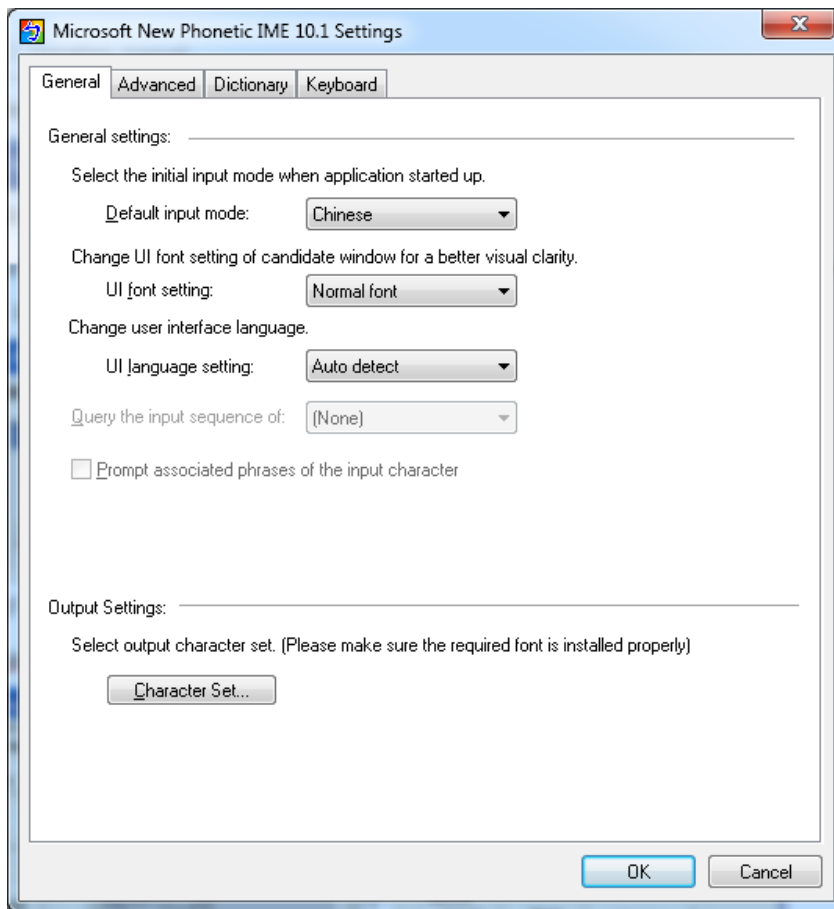 Microsoft New Phonetic IME 10.1 Settings
General Advanced Dictionary Keyboard
General settings:
Select the initial input mode when application started up.
Default input mode: Chinese
Change UI font setting of candidate window for a better visual clarity.
UI font setting: Normal font
Change user interface language.
UI language setting: Auto detect
Query the input sequence of: (None)
Prompt associated phrases of the input character
Output Settings:
Select output character set. (Please make sure the required font is installed properly)
Character Set...
OK Cancel